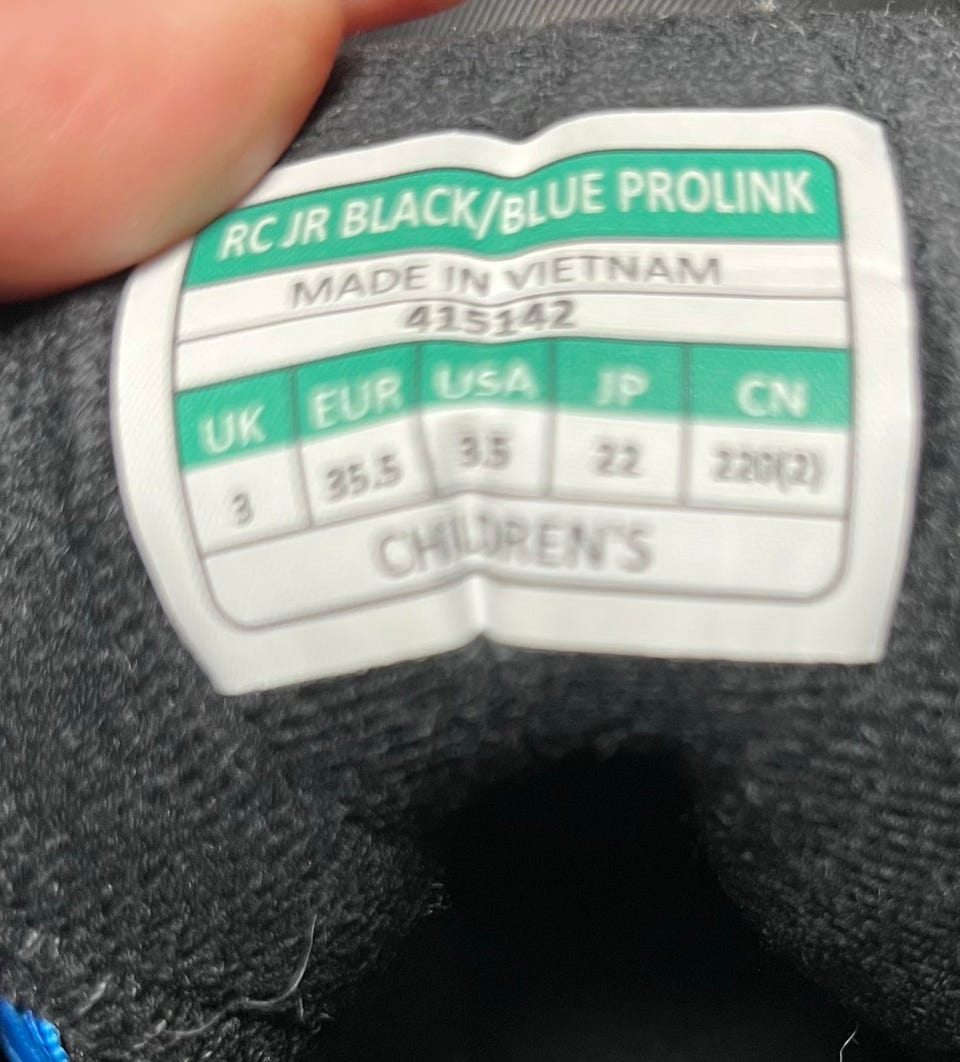 RC JR BLACK/BLUE PROLINK
MADE IN VIETNAM
415142
UK EUR USA JP CN
3 35.5 3.5 22 220(2)
CHILDREN'S